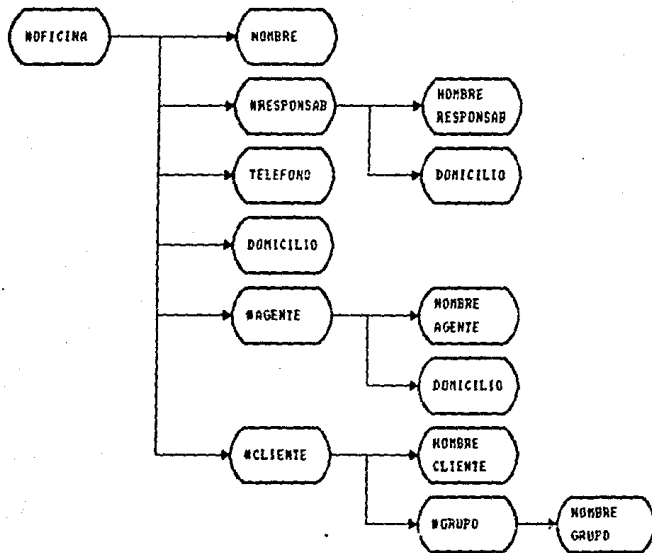 #OFICINA
NOMBRE
#RESPONSAB
NOMBRE
RESPONSAB
TELEFONO
DOMICILIO
DOMICILIO
#AGENTE
NOMBRE
AGENTE
DOMICILIO
#CLIENTE
NOMBRE
CLIENTE
#GRUPO
NOMBRE
GRUPO